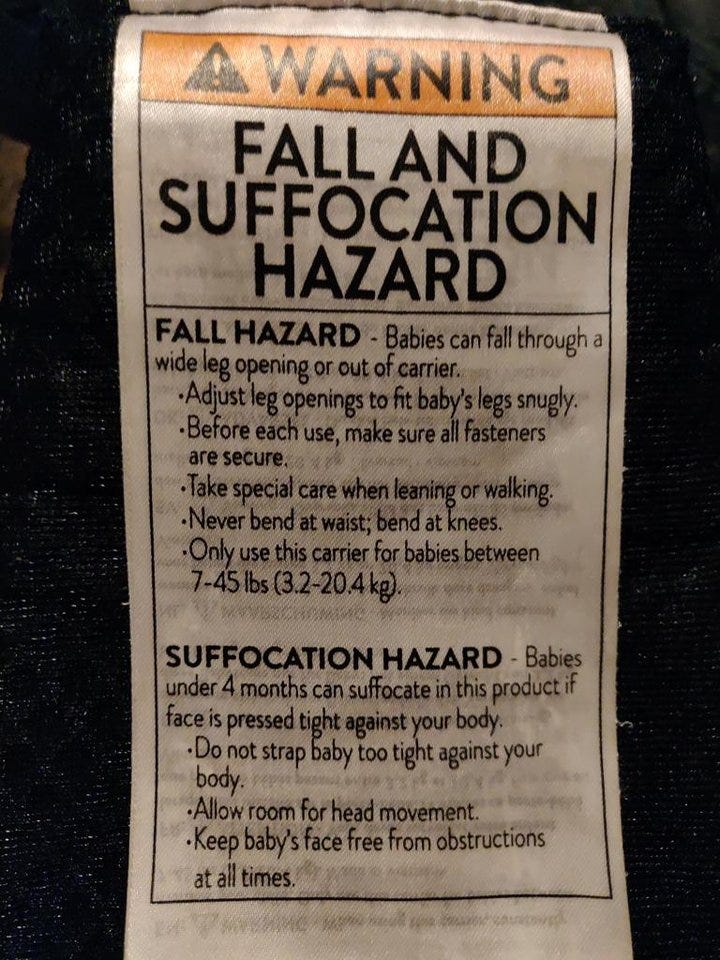 WARNING
FALL AND
SUFFOCATION
HAZARD
FALL HAZARD - Babies can fall through a
wide leg opening or out of carrier.
·Adjust leg openings to fit baby's legs snugly.
·Before each use, make sure all fasteners
are secure.
·Take special care when leaning or walking.
·Never bend at waist; bend at knees.
·Only use this carrier for babies between
7-45 lbs (3.2-20.4 kg).
SUFFOCATION HAZARD - Babies
under 4 months can suffocate in this product if
face is pressed tight against your body.
·Do not strap baby too tight against your
body.
·Allow room for head movement.
·Keep baby's face free from obstructions
at all times.